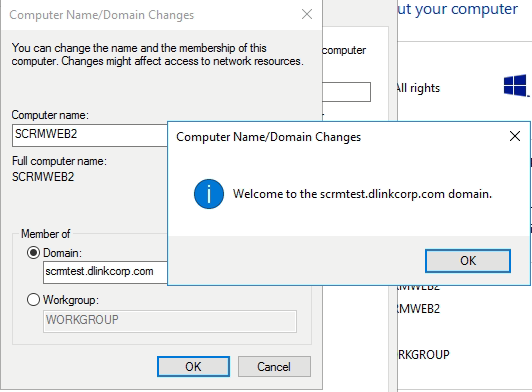 Computer Name/Domain Changes
out your computer
You can change the name and the membership of this
computer. Changes might affect access to network resources.
computer
All rights
Computer name:
SCRMWEB2
Full computer name:
SCRMWEB2
Computer Name/Domain Changes
Welcome to the scrmtest.dlinkcorp.com domain.
OK
Member of
Domain:
scrmtest.dlinkcorp.com
Workgroup:
WORKGROUP
RMWEB2
RMWEB2
RKGROUP
OK
Cancel